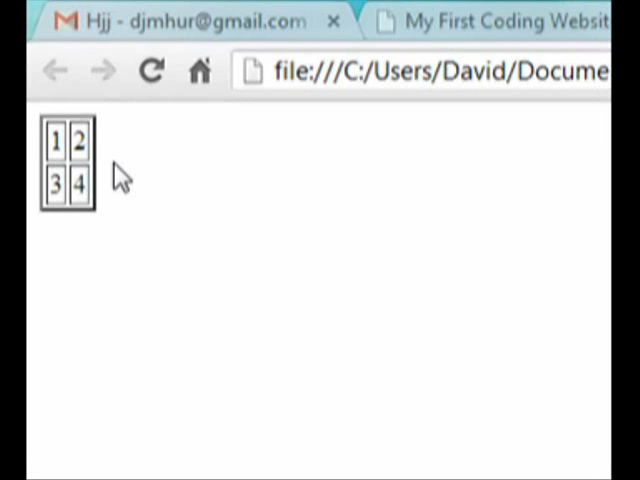 Hjj - djmhur@gmail.com
My First Coding Websit
file:///C:/Users/David/Docume
1 2
3 4